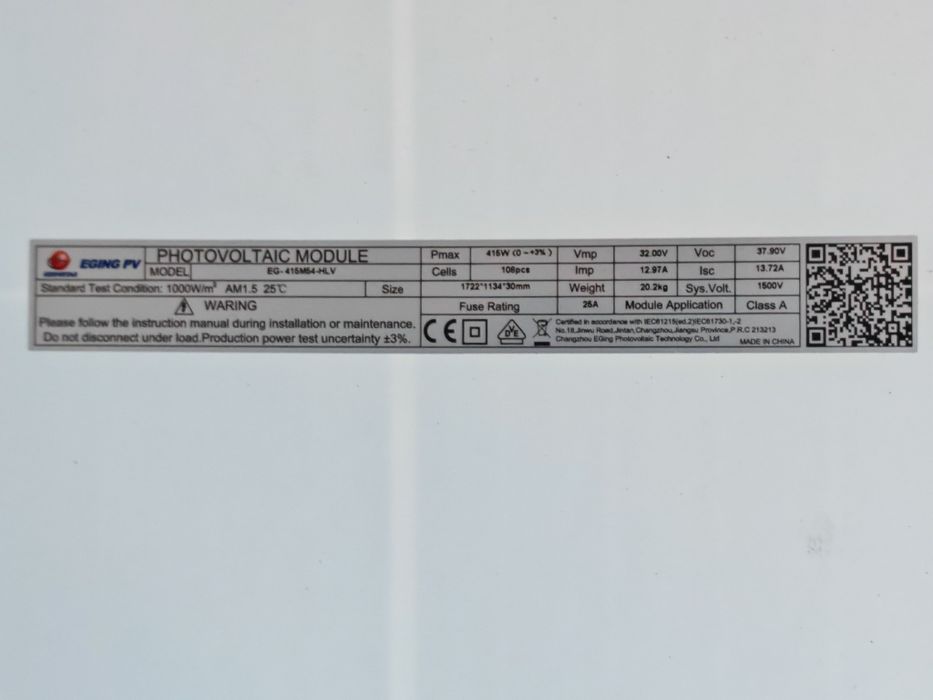 EGING PV
PHOTOVOLTAIC MODULE
MODEL EG-415M54-HLV
Standard Test Condition: 1000W/m² AM1.5 25℃ Size 1722*1134*30mm
WARING
Please follow the instruction manual during installation or maintenance.
Do not disconnect under load.Production power test uncertainty ±3%.
Pmax 415W (0~+3%) Vmp 32.00V Voc 37.90V
Cells 108pcs Imp 12.97A Isc 13.72A
Weight 20.2kg Sys.Volt. 1500V
Fuse Rating 25A Module Application Class A
CE
VDE
Certified in accordance with IEC61215(ed.2)IEC61730-1,-2
No.18,Jinwu Road,Jintan,Changzhou,Jiangsu Province,P.R.C 213213
Changzhou EGing Photovoltaic Technology Co., Ltd MADE IN CHINA